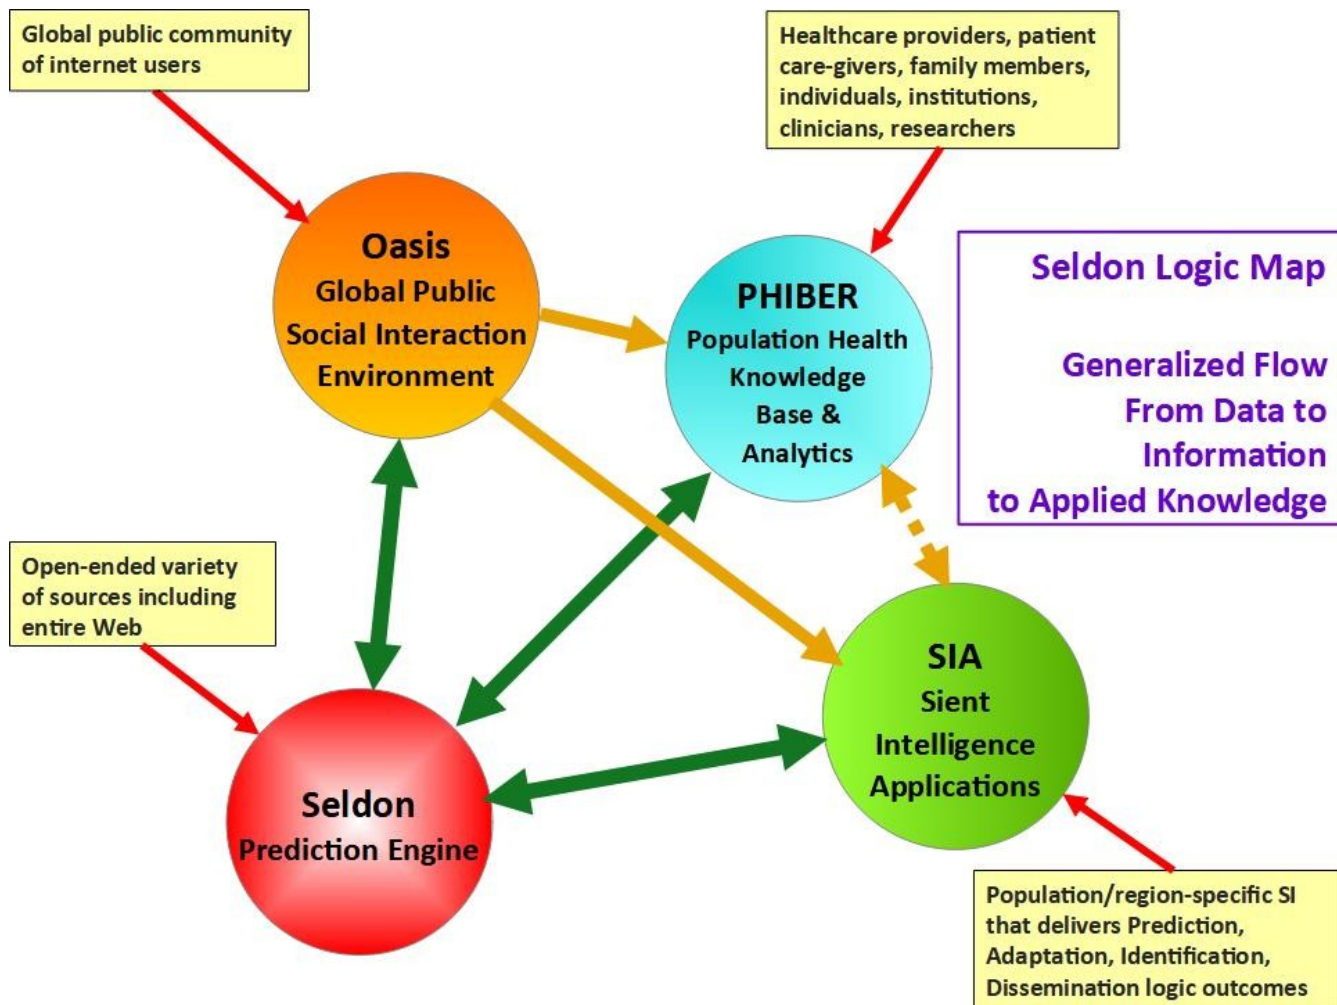 Global public community
of internet users
Healthcare providers, patient
care-givers, family members,
individuals, institutions,
clinicians, researchers
Oasis
Global Public
Social Interaction
Environment
PHIBER
Population Health
Knowledge
Base &
Analytics
Seldon Logic Map
Generalized Flow
From Data to
Information
to Applied Knowledge
Open-ended variety
of sources including
entire Web
SIA
Sient
Intelligence
Applications
Seldon
Prediction Engine
Population/region-specific SI
that delivers Prediction,
Adaptation, Identification,
Dissemination logic outcomes